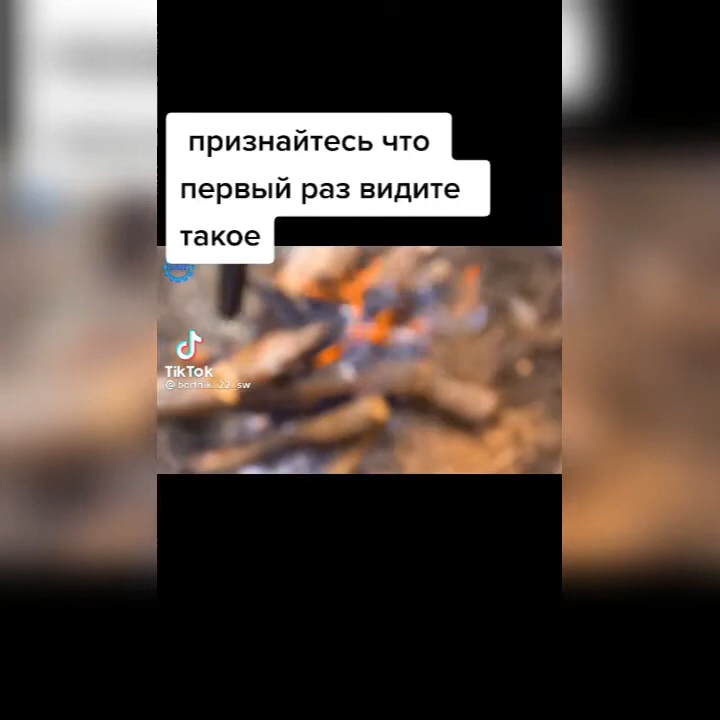 признайтесь что
первый раз видите
такое
TikTok